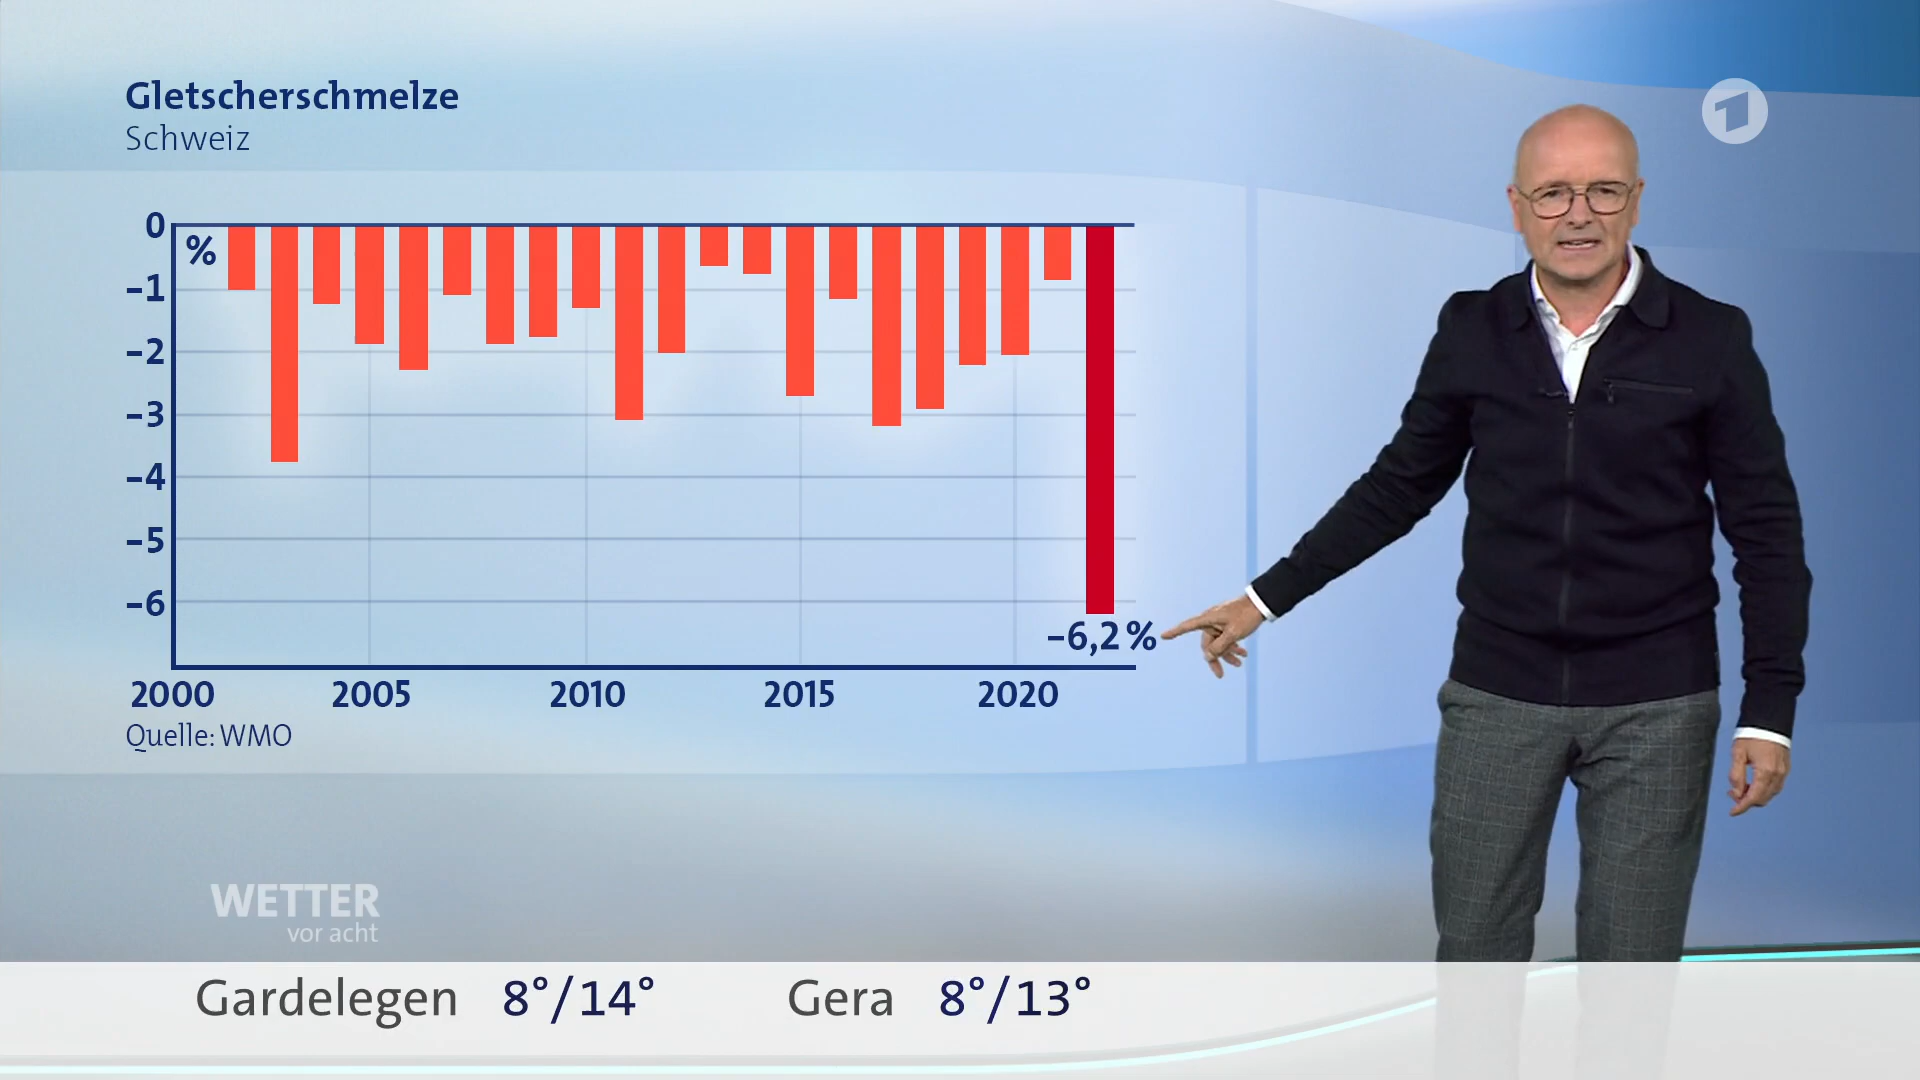 Gletscherschmelze
Schweiz
0
%
-1
-2
-3
-4
-5
-6
-6,2 %
2000 2005 2010 2015 2020
Quelle: WMO
WETTER
vor acht
Gardelegen 8°/14° Gera 8°/13°